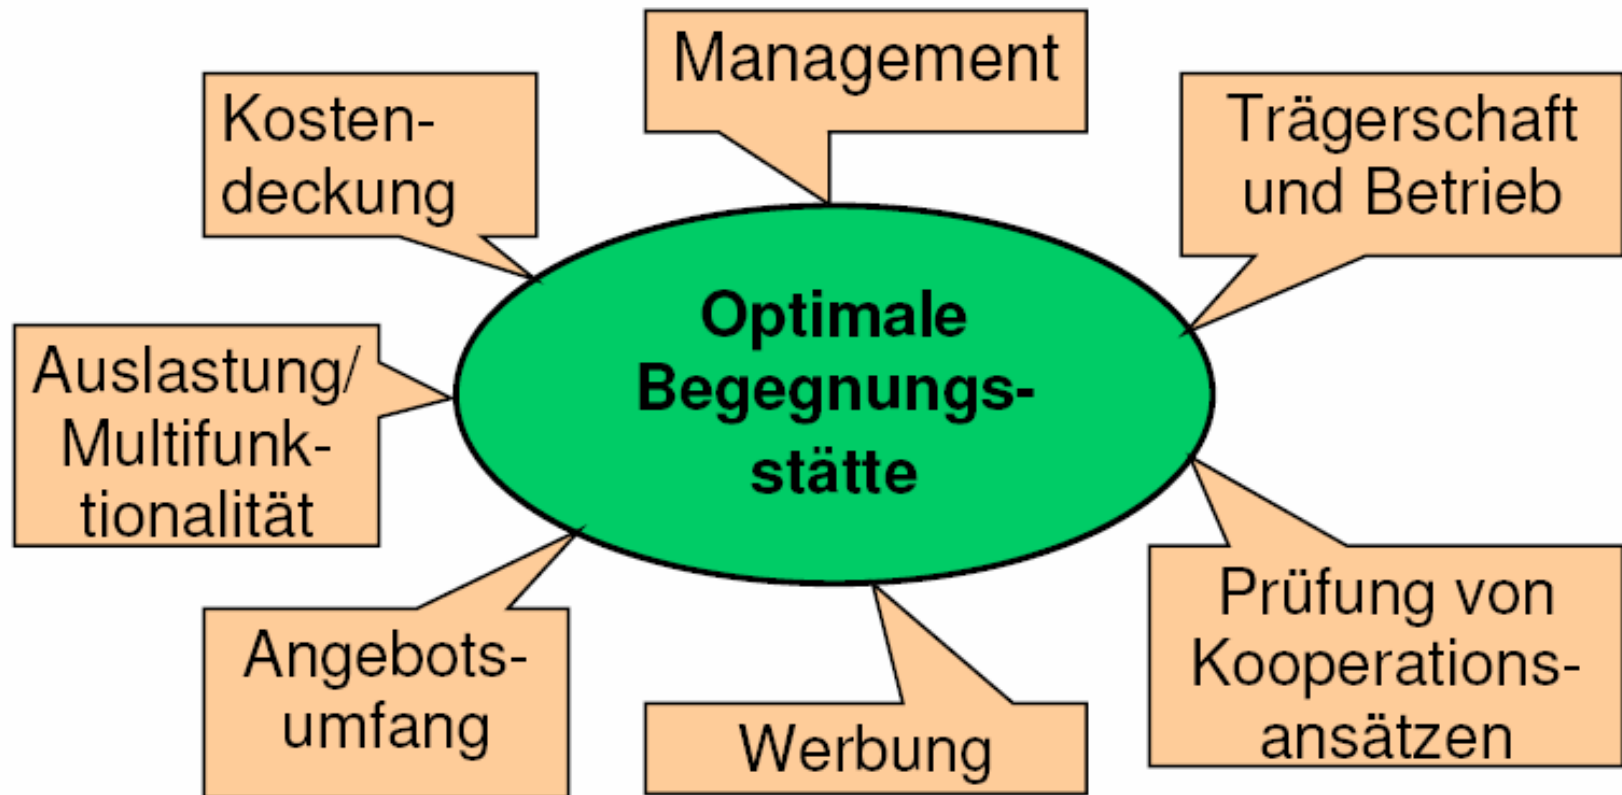 Management
Kosten-
deckung
Trägerschaft
und Betrieb
Optimale
Begegnungs-
stätte
Auslastung/
Multifunk-
tionalität
Prüfung von
Kooperations-
ansätzen
Angebots-
umfang
Werbung